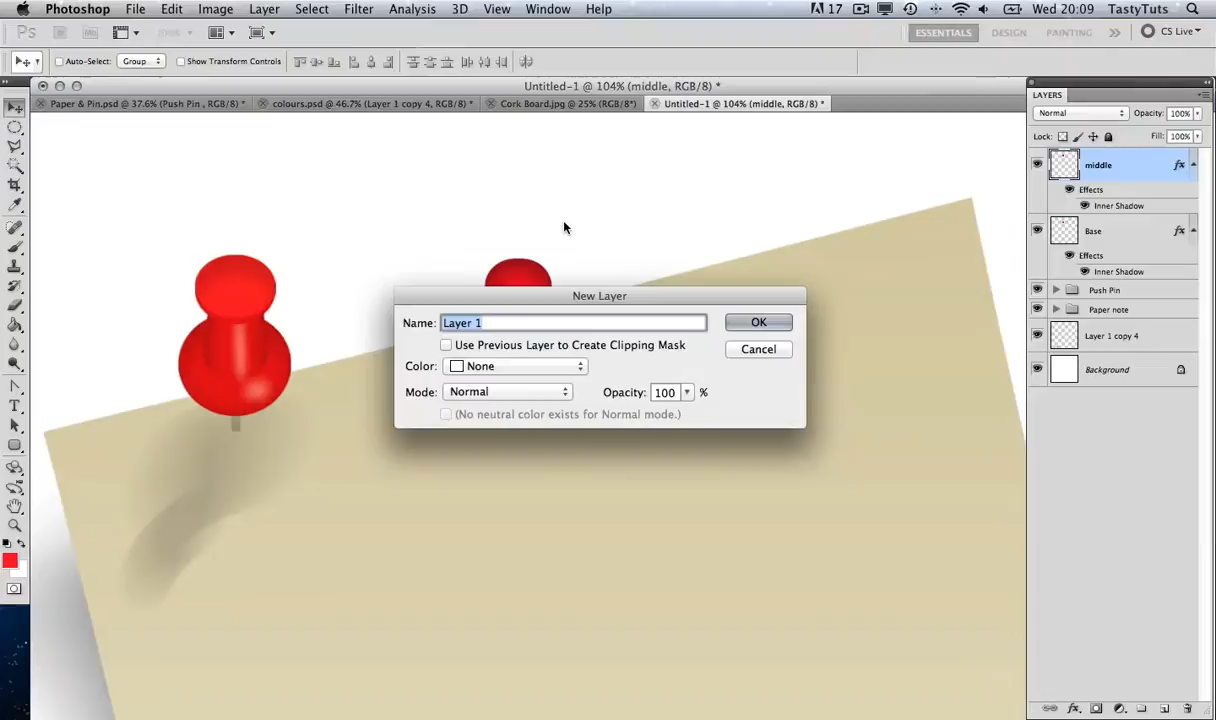 Photoshop File Edit Image Layer Select Filter Analysis 3D View Window Help 17 Wed 20:09 TastyTuts
Ps ESSENTIALS DESIGN PAINTING >> CS Live
Auto-Select: Group Show Transform Controls
Untitled-1 @ 104% (middle, RGB/8) *
Paper & Pin.psd @ 37.6% (Push Pin , RGB/8) * colours.psd @ 46.7% (Layer 1 copy 4, RGB/8) * Cork Board.jpg @ 25% (RGB/8*) Untitled-1 @ 104% (middle, RGB/8) *
LAYERS
Normal Opacity: 100%
Lock: Fill: 100%
middle fx
Effects
Inner Shadow
Base fx
Effects
Inner Shadow
Push Pin
Paper note
Layer 1 copy 4
Background
New Layer
Name: Layer 1 OK
Use Previous Layer to Create Clipping Mask Cancel
Color: None
Mode: Normal Opacity: 100 %
(No neutral color exists for Normal mode.)
T
fx